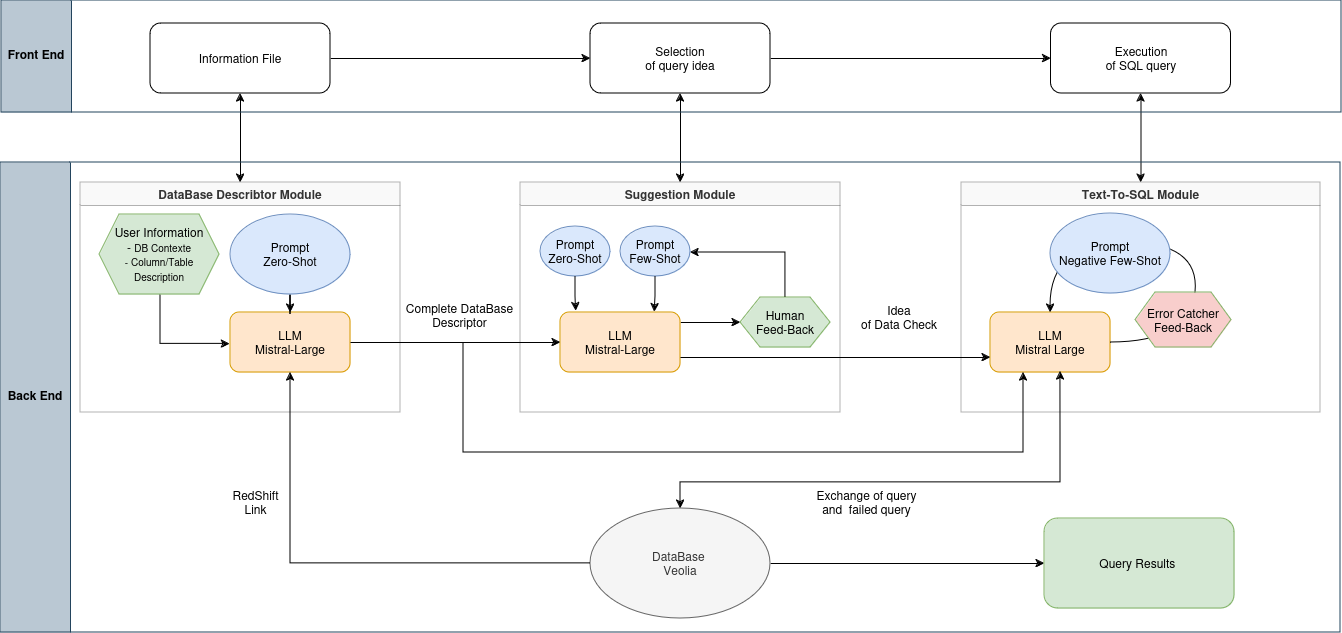 Front End
Information File
Selection
of query idea
Execution
of SQL query
Back End
DataBase Describtor Module
User Information
- DB Contexte
- Column/Table
Description
Prompt
Zero-Shot
LLM
Mistral-Large
Complete DataBase
Descriptor
Suggestion Module
Prompt
Zero-Shot
Prompt
Few-Shot
LLM
Mistral-Large
Human
Feed-Back
Idea
of Data Check
Text-To-SQL Module
Prompt
Negative Few-Shot
Error Catcher
Feed-Back
LLM
Mistral Large
RedShift
Link
Exchange of query
and failed query
DataBase
Veolia
Query Results